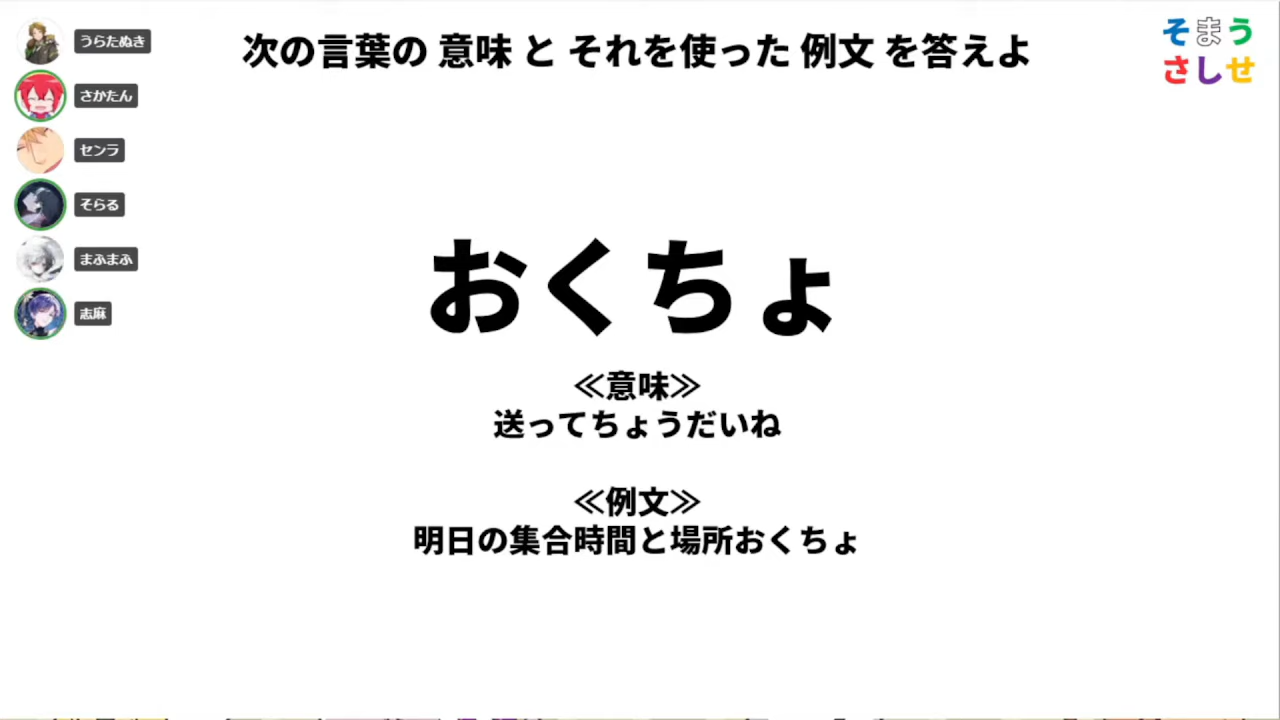 次の言葉の 意味 と それを使った 例文 を答えよ
そまう
さしせ
うらたぬき
さかたん
センラ
そらる
まふまふ
志麻
おくちょ
≪意味≫
送ってちょうだいね
≪例文≫
明日の集合時間と場所おくちょ